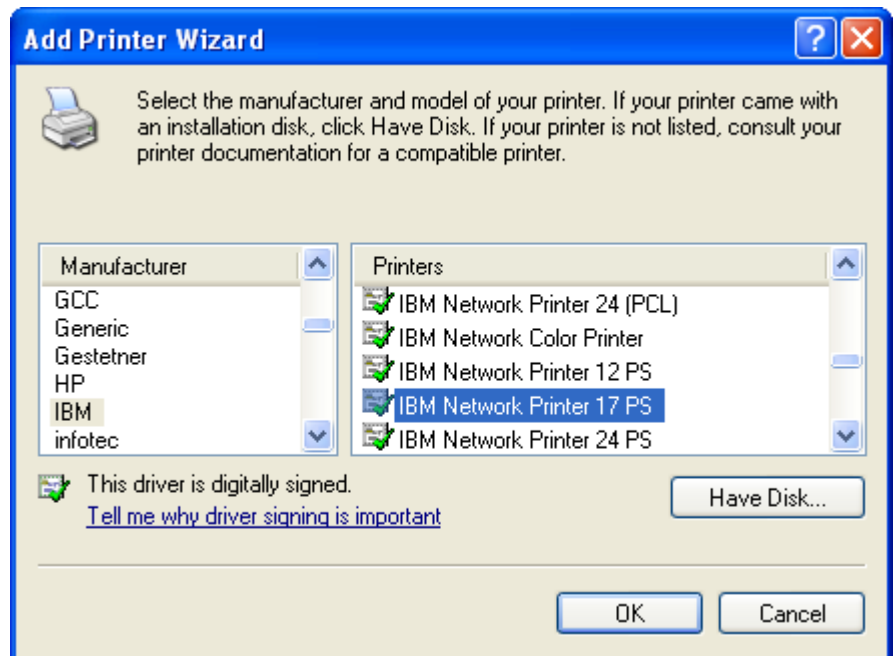 Add Printer Wizard
Select the manufacturer and model of your printer. If your printer came with
an installation disk, click Have Disk. If your printer is not listed, consult your
printer documentation for a compatible printer.
Manufacturer
GCC
Generic
Gestetner
HP
IBM
infotec
Printers
IBM Network Printer 24 (PCL)
IBM Network Color Printer
IBM Network Printer 12 PS
IBM Network Printer 17 PS
IBM Network Printer 24 PS
This driver is digitally signed.
Tell me why driver signing is important
Have Disk...
OK
Cancel